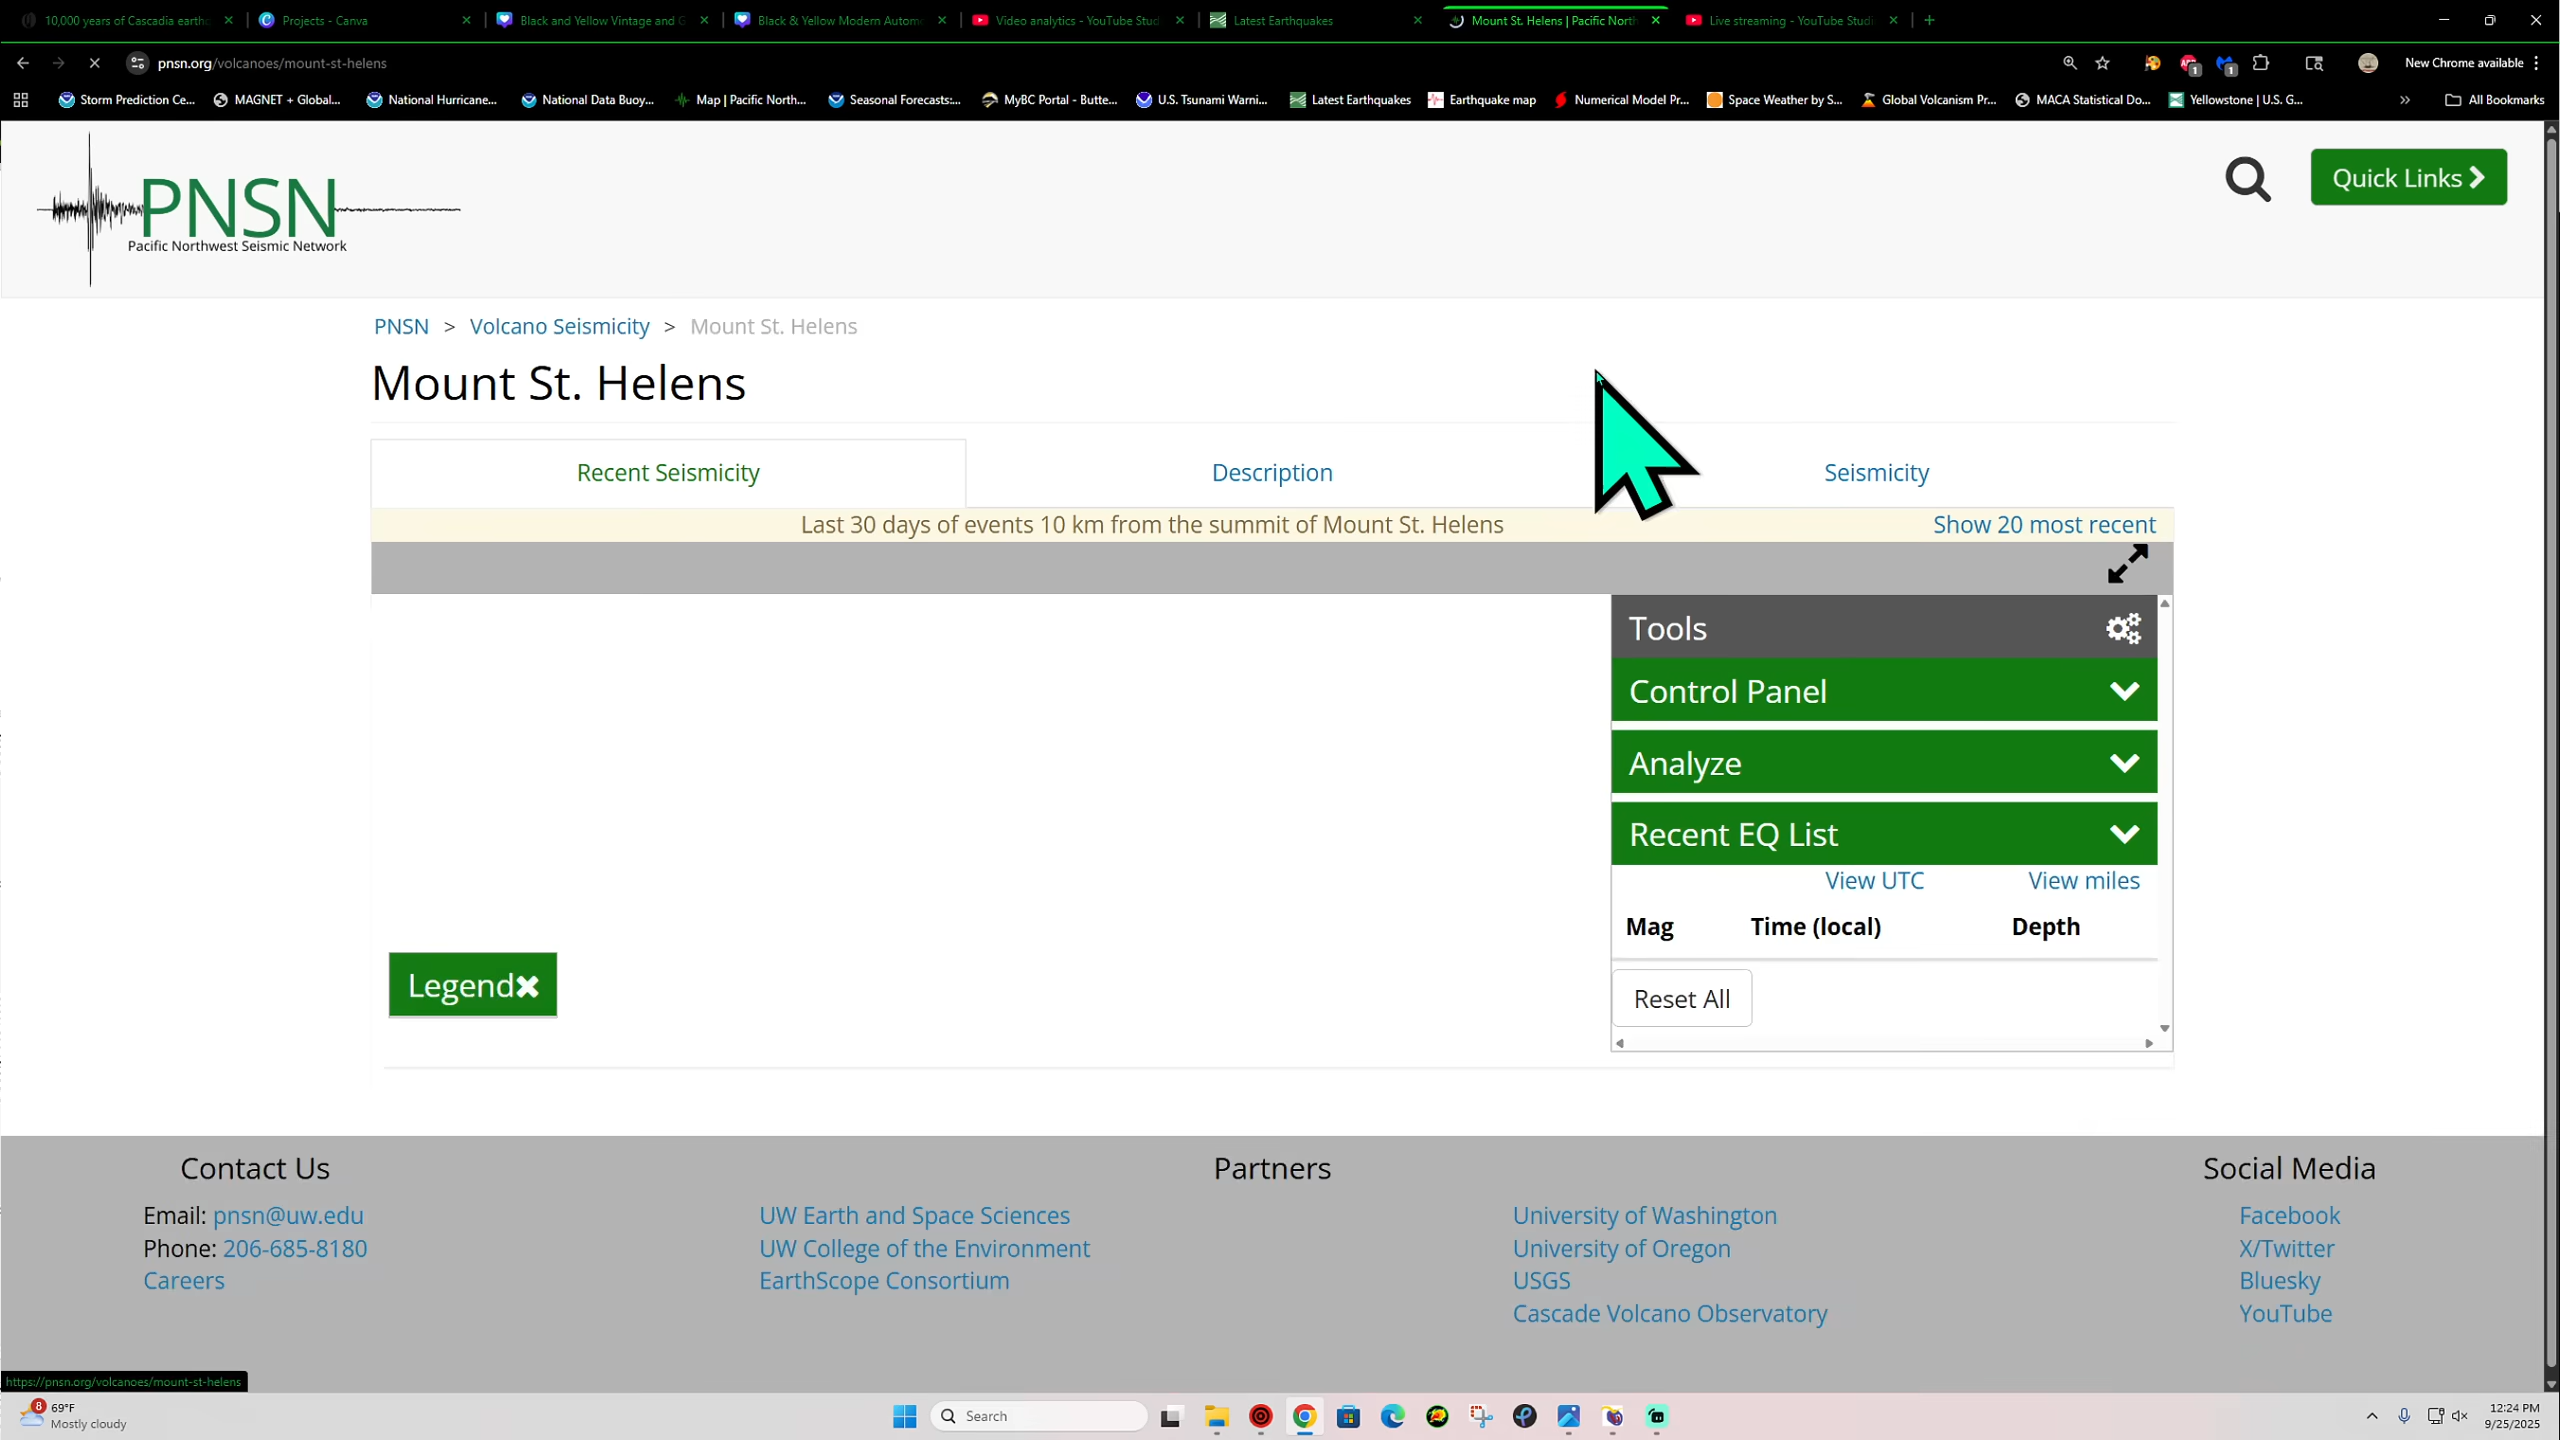 10,000 years of Cascadia earthq
Projects - Canva
Black and Yellow Vintage and G
Black & Yellow Modern Automo
Video analytics - YouTube Studi
Latest Earthquakes
Mount St. Helens | Pacific North
Live streaming - YouTube Studi
pnsn.org/volcanoes/mount-st-helens
1
1
New Chrome available
Storm Prediction Ce...
MAGNET + Global...
National Hurricane...
National Data Buoy...
Map | Pacific North...
Seasonal Forecasts:...
MyBC Portal - Butte...
U.S. Tsunami Warni...
Latest Earthquakes
Earthquake map
Numerical Model Pr...
Space Weather by S...
Global Volcanism Pr...
MACA Statistical Do...
Yellowstone | U.S. G...
All Bookmarks
PNSN
Pacific Northwest Seismic Network
Quick Links
PNSN > Volcano Seismicity > Mount St. Helens
Mount St. Helens
Recent Seismicity
Description
Seismicity
Last 30 days of events 10 km from the summit of Mount St. Helens
Show 20 most recent
Tools
Control Panel
Analyze
Recent EQ List
View UTC
View miles
Mag
Time (local)
Depth
Reset All
Legend
Contact Us
Email: pnsn@uw.edu
Phone: 206-685-8180
Careers
Partners
UW Earth and Space Sciences
UW College of the Environment
EarthScope Consortium
University of Washington
University of Oregon
USGS
Cascade Volcano Observatory
Social Media
Facebook
X/Twitter
Bluesky
YouTube
https://pnsn.org/volcanoes/mount-st-helens
8
69°F
Mostly cloudy
Search
12:24 PM
9/25/2025